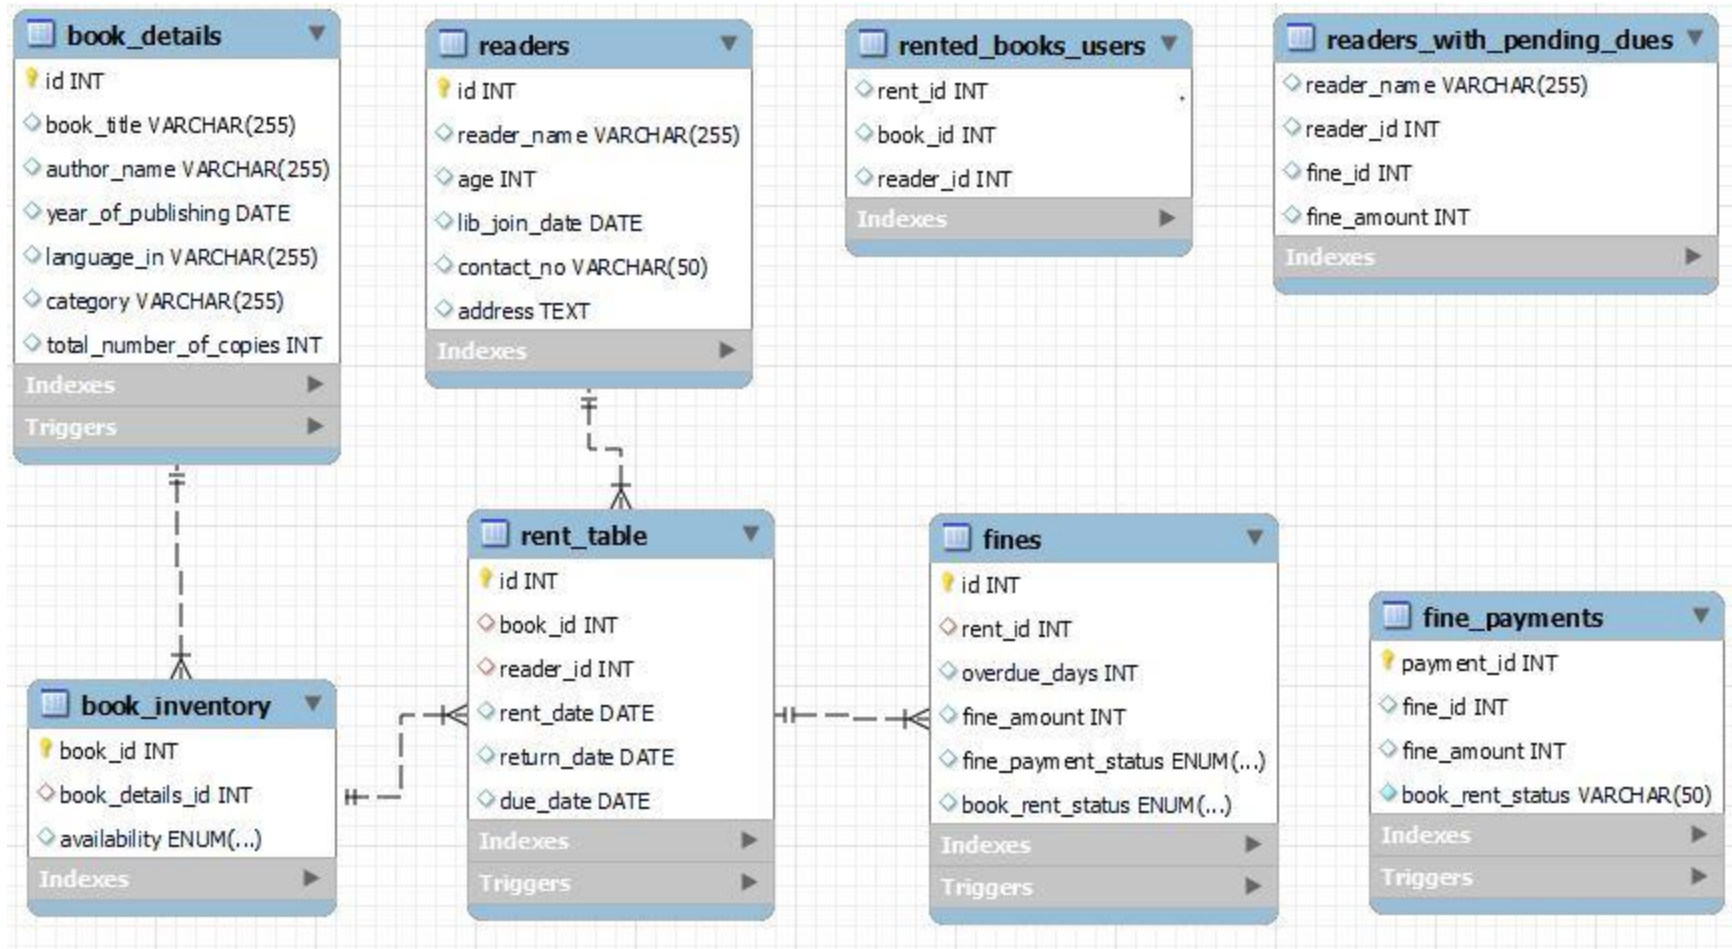 book_details
id INT
book_title VARCHAR(255)
author_name VARCHAR(255)
year_of_publishing DATE
language_in VARCHAR(255)
category VARCHAR(255)
total_number_of_copies INT
Indexes
Triggers
readers
id INT
reader_name VARCHAR(255)
age INT
lib_join_date DATE
contact_no VARCHAR(50)
address TEXT
Indexes
rented_books_users
rent_id INT
book_id INT
reader_id INT
Indexes
readers_with_pending_dues
reader_name VARCHAR(255)
reader_id INT
fine_id INT
fine_amount INT
Indexes
book_inventory
book_id INT
book_details_id INT
availability ENUM(...)
Indexes
rent_table
id INT
book_id INT
reader_id INT
rent_date DATE
return_date DATE
due_date DATE
Indexes
Triggers
fines
id INT
rent_id INT
overdue_days INT
fine_amount INT
fine_payment_status ENUM(...)
book_rent_status ENUM(...)
Indexes
Triggers
fine_payments
payment_id INT
fine_id INT
fine_amount INT
book_rent_status VARCHAR(50)
Indexes
Triggers